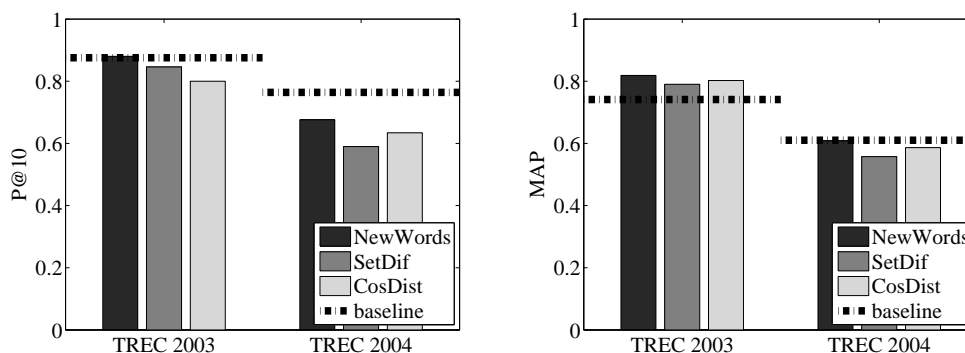 1
0.8
0.6
0.4
0.2
0
P@10
TREC 2003
TREC 2004
NewWords
SetDif
CosDist
baseline
1
0.8
0.6
0.4
0.2
0
MAP
TREC 2003
TREC 2004
NewWords
SetDif
CosDist
baseline